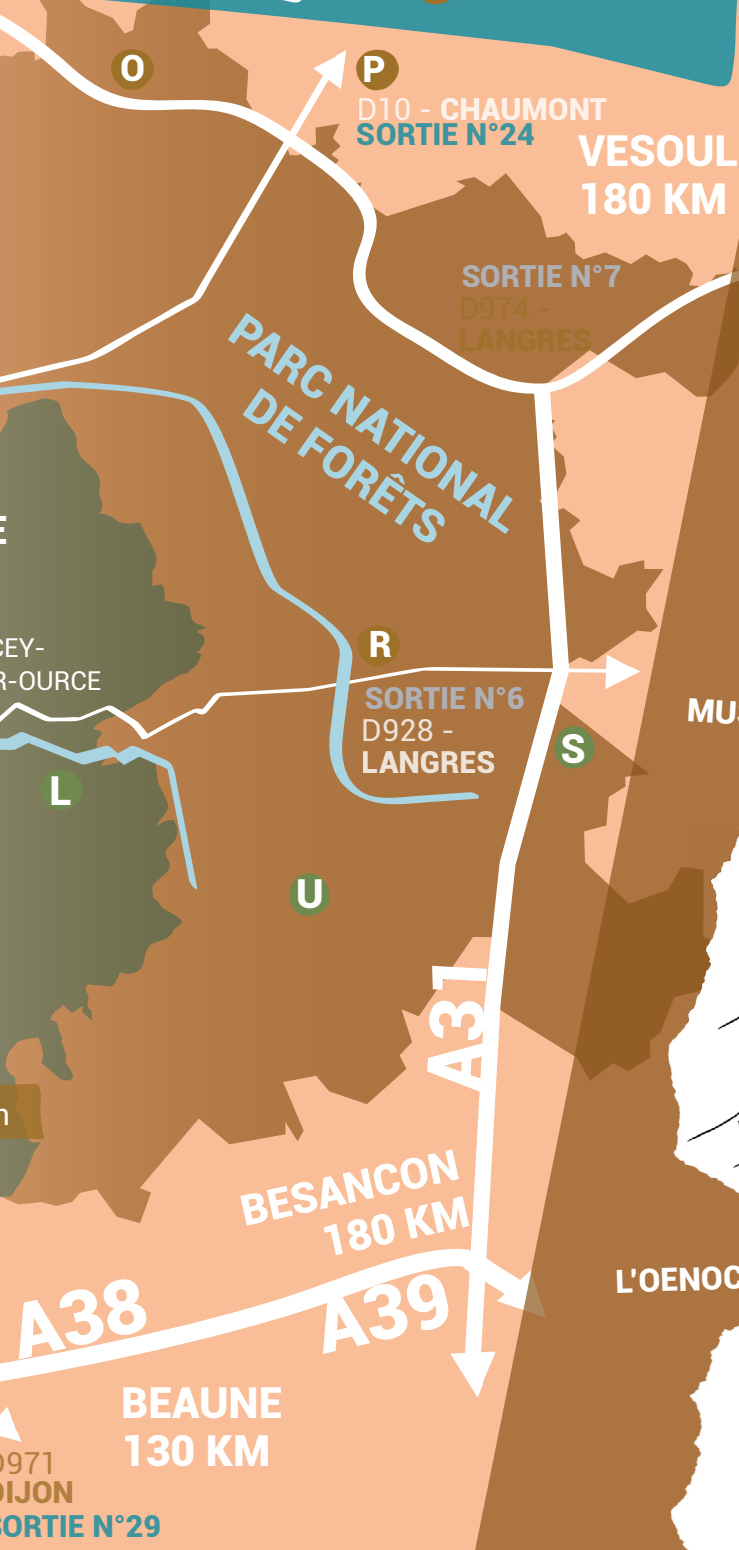 O
P
D10 - CHAUMONT
SORTIE N°24
VESOUL
180 KM
SORTIE N°7
D974 -
LANGRES
PARC NATIONAL
DE FORÊTS
E
CEY-
R-OURCE
R
SORTIE N°6
D928 -
LANGRES
MUS
S
L
U
A31
n
BESANCON
180 KM
L'OENOC
A38
A39
BEAUNE
130 KM
D971
DIJON
SORTIE N°29